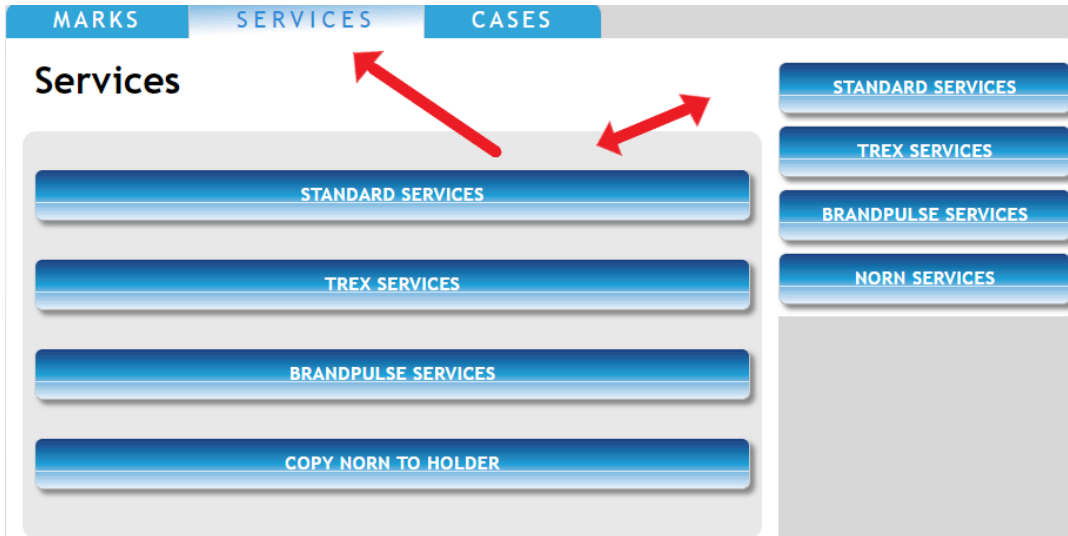 MARKS SERVICES CASES
Services
STANDARD SERVICES
TREX SERVICES
BRANDPULSE SERVICES
COPY NORN TO HOLDER
STANDARD SERVICES
TREX SERVICES
BRANDPULSE SERVICES
NORN SERVICES